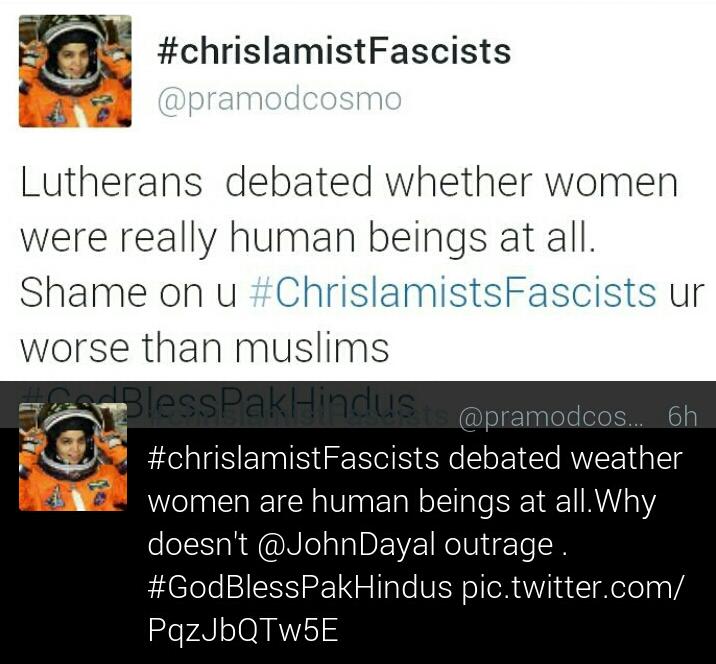 #chrislamistFascists
@pramodcosmo
Lutherans debated whether women
were really human beings at all.
Shame on u #ChrislamistsFascists ur
worse than muslims
#GodBlessPakHindus
#chrislamistFascists @pramodcos... 6h
#chrislamistFascists debated weather
women are human beings at all.Why
doesn't @JohnDayal outrage .
#GodBlessPakHindus pic.twitter.com/
PqzJbQTw5E